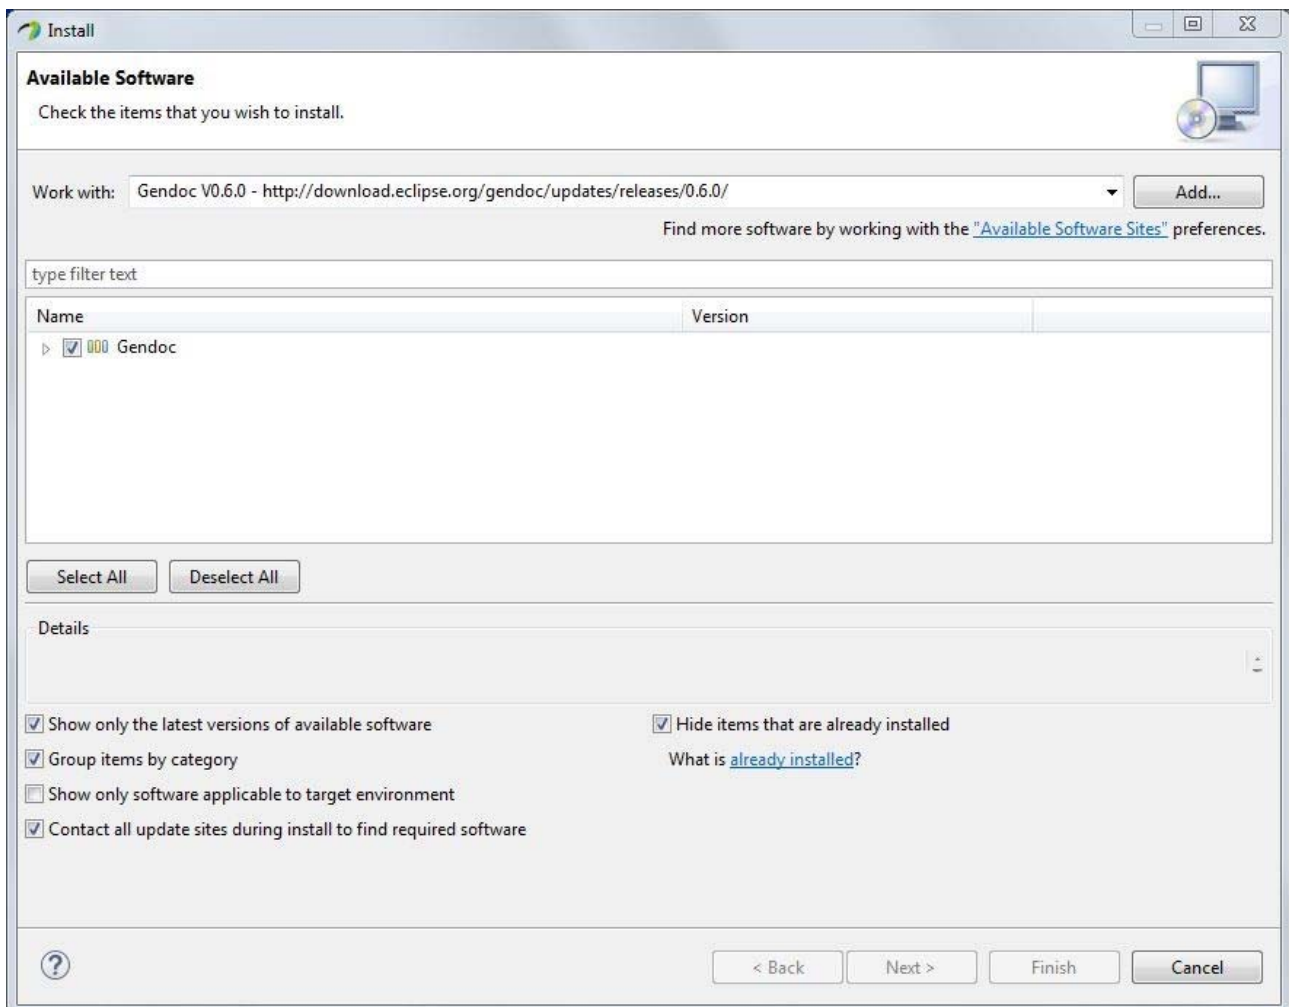 Install
Available Software
Check the items that you wish to install.
Work with: Gendoc V0.6.0 - http://download.eclipse.org/gendoc/updates/releases/0.6.0/ Add...
Find more software by working with the "Available Software Sites" preferences.
type filter text
Name Version
Gendoc
Select All Deselect All
Details
Show only the latest versions of available software Hide items that are already installed
Group items by category What is already installed?
Show only software applicable to target environment
Contact all update sites during install to find required software
? < Back Next > Finish Cancel